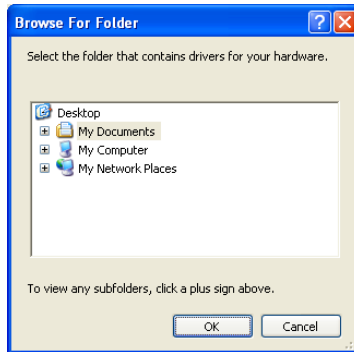 Browse For Folder
Select the folder that contains drivers for your hardware.
Desktop
My Documents
My Computer
My Network Places
To view any subfolders, click a plus sign above.
OK Cancel